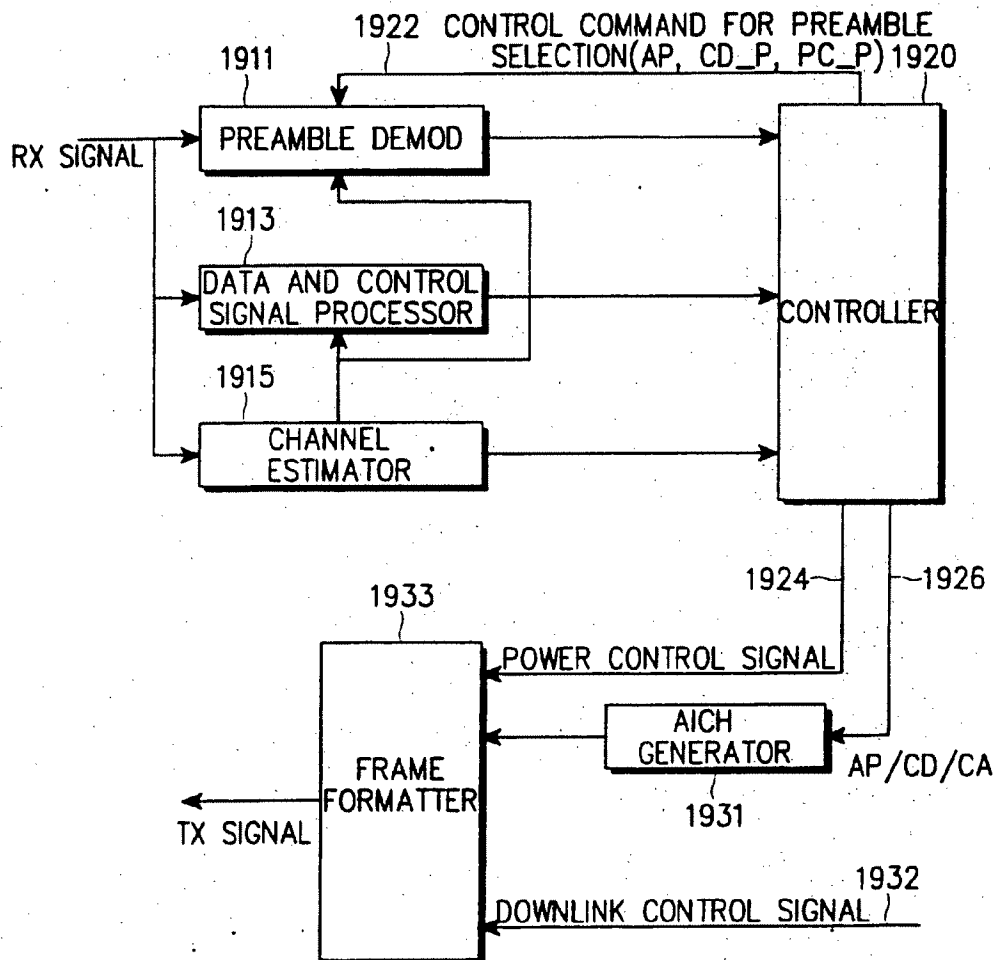 1922 CONTROL COMMAND FOR PREAMBLE
SELECTION(AP, CD_P, PC_P) 1920
1911
PREAMBLE DEMOD
RX SIGNAL
1913
DATA AND CONTROL
SIGNAL PROCESSOR
CONTROLLER
1915
CHANNEL
ESTIMATOR
1924
1926
1933
POWER CONTROL SIGNAL
AICH
GENERATOR
AP/CD/CA
1931
FRAME
FORMATTER
TX SIGNAL
1932
DOWNLINK CONTROL SIGNAL